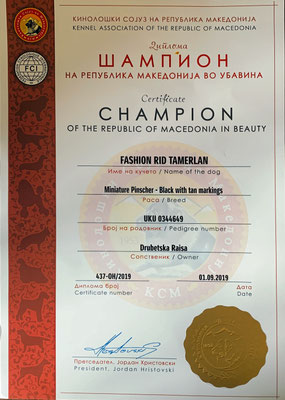 КИНОЛОШКИ СОЈУЗ НА РЕПУБЛИКА МАКЕДОНИЈА
KENNEL ASSOCIATION OF THE REPUBLIC OF MACEDONIA
Диплома
ШАМПИОН
НА РЕПУБЛИКА МАКЕДОНИЈА ВО УБАВИНА
FCI
Certificate
CHAMPION
OF THE REPUBLIC OF MACEDONIA IN BEAUTY
FASHION RID TAMERLAN
Име на кучето / Name of the dog
Miniature Pinscher - Black with tan markings
Раса / Breed
UKU 0344649
Број на родовник / Pedigree number
Drubetska Raisa
Сопственик / Owner
437-OH/2019 01.09.2019
Диплома број Дата
Certificate number Date
КСМ
Претседател, Јордан Христовски
President, Jordan Hristovski